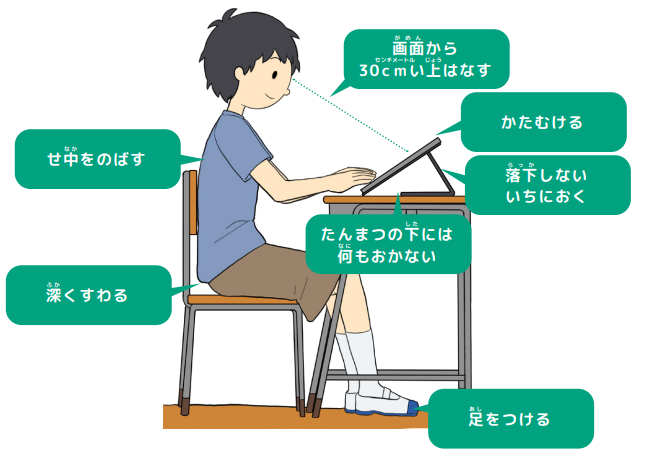 画面から
30cmい上はなす
かたむける
せ中をのばす
落下しない
いちにおく
たんまつの下には
何もおかない
深くすわる
足をつける